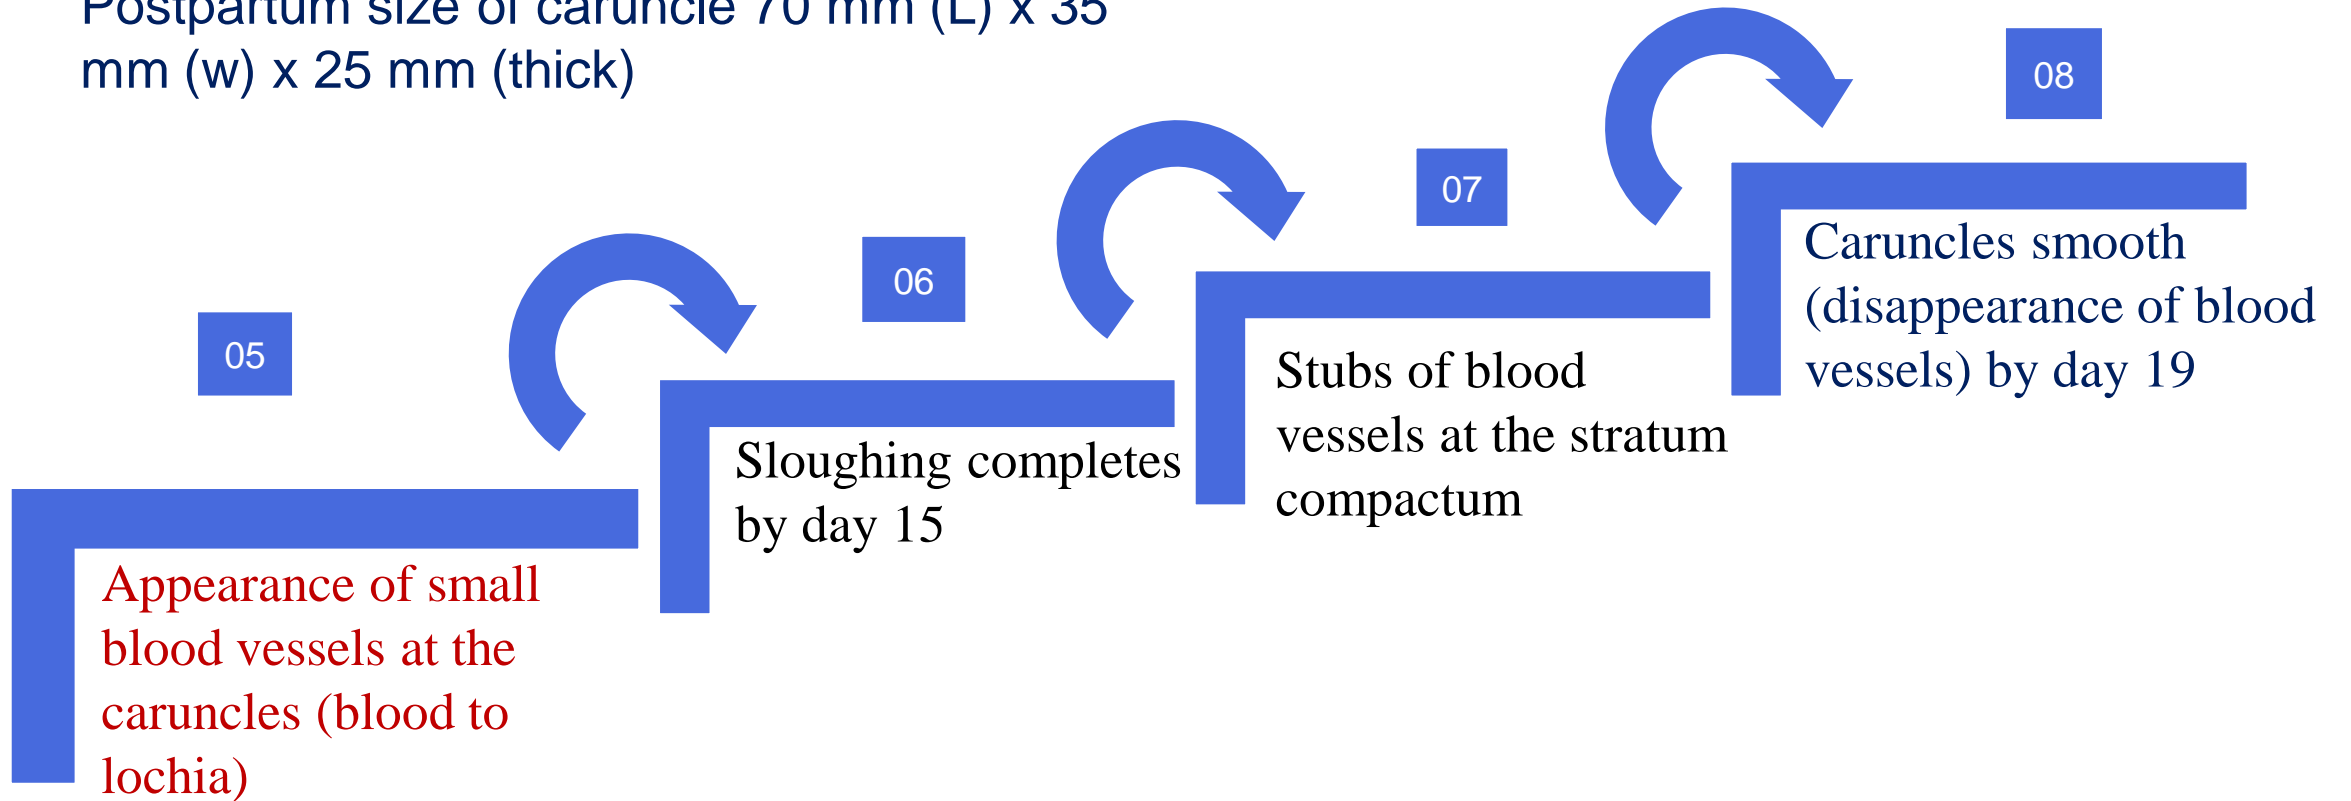 Postpartum size of caruncle 70 mm (L) x 35
mm (w) x 25 mm (thick)
05
Appearance of small
blood vessels at the
caruncles (blood to
lochia)
06
Sloughing completes
by day 15
07
Stubs of blood
vessels at the stratum
compactum
08
Caruncles smooth
(disappearance of blood
vessels) by day 19